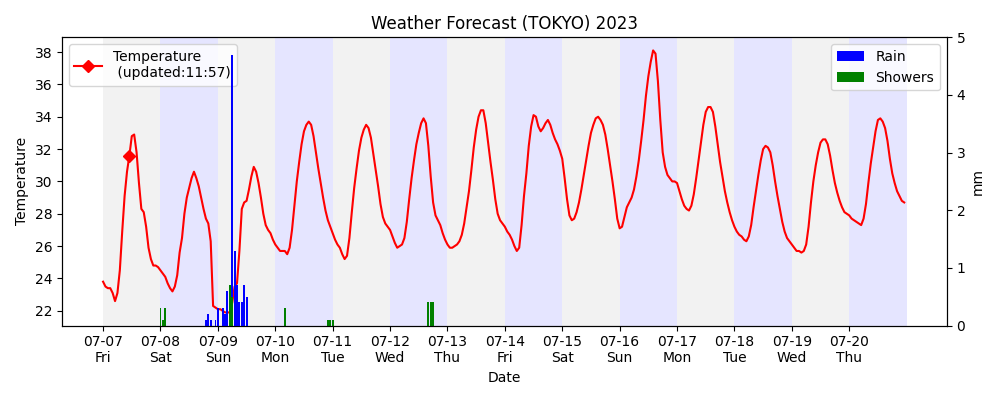 Weather Forecast (TOKYO) 2023
Temperature
(updated:11:57)
Rain
Showers
38
36
34
32
30
28
26
24
22
Temperature
5
4
3
2
1
0
mm
07-07 07-08 07-09 07-10 07-11 07-12 07-13 07-14 07-15 07-16 07-17 07-18 07-19 07-20
Fri Sat Sun Mon Tue Wed Thu Fri Sat Sun Mon Tue Wed Thu
Date